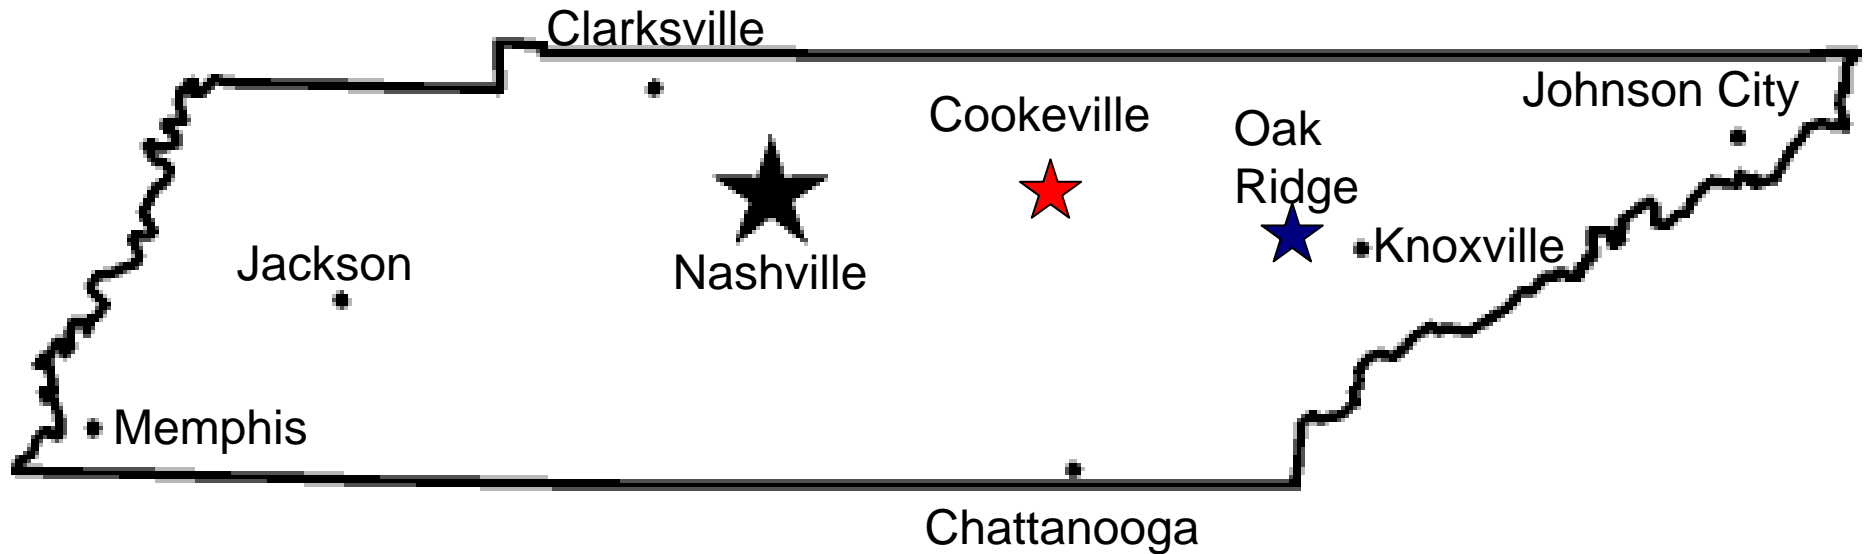 Clarksville
Johnson City
Cookeville
Oak
Ridge
Knoxville
Jackson
Nashville
Memphis
Chattanooga